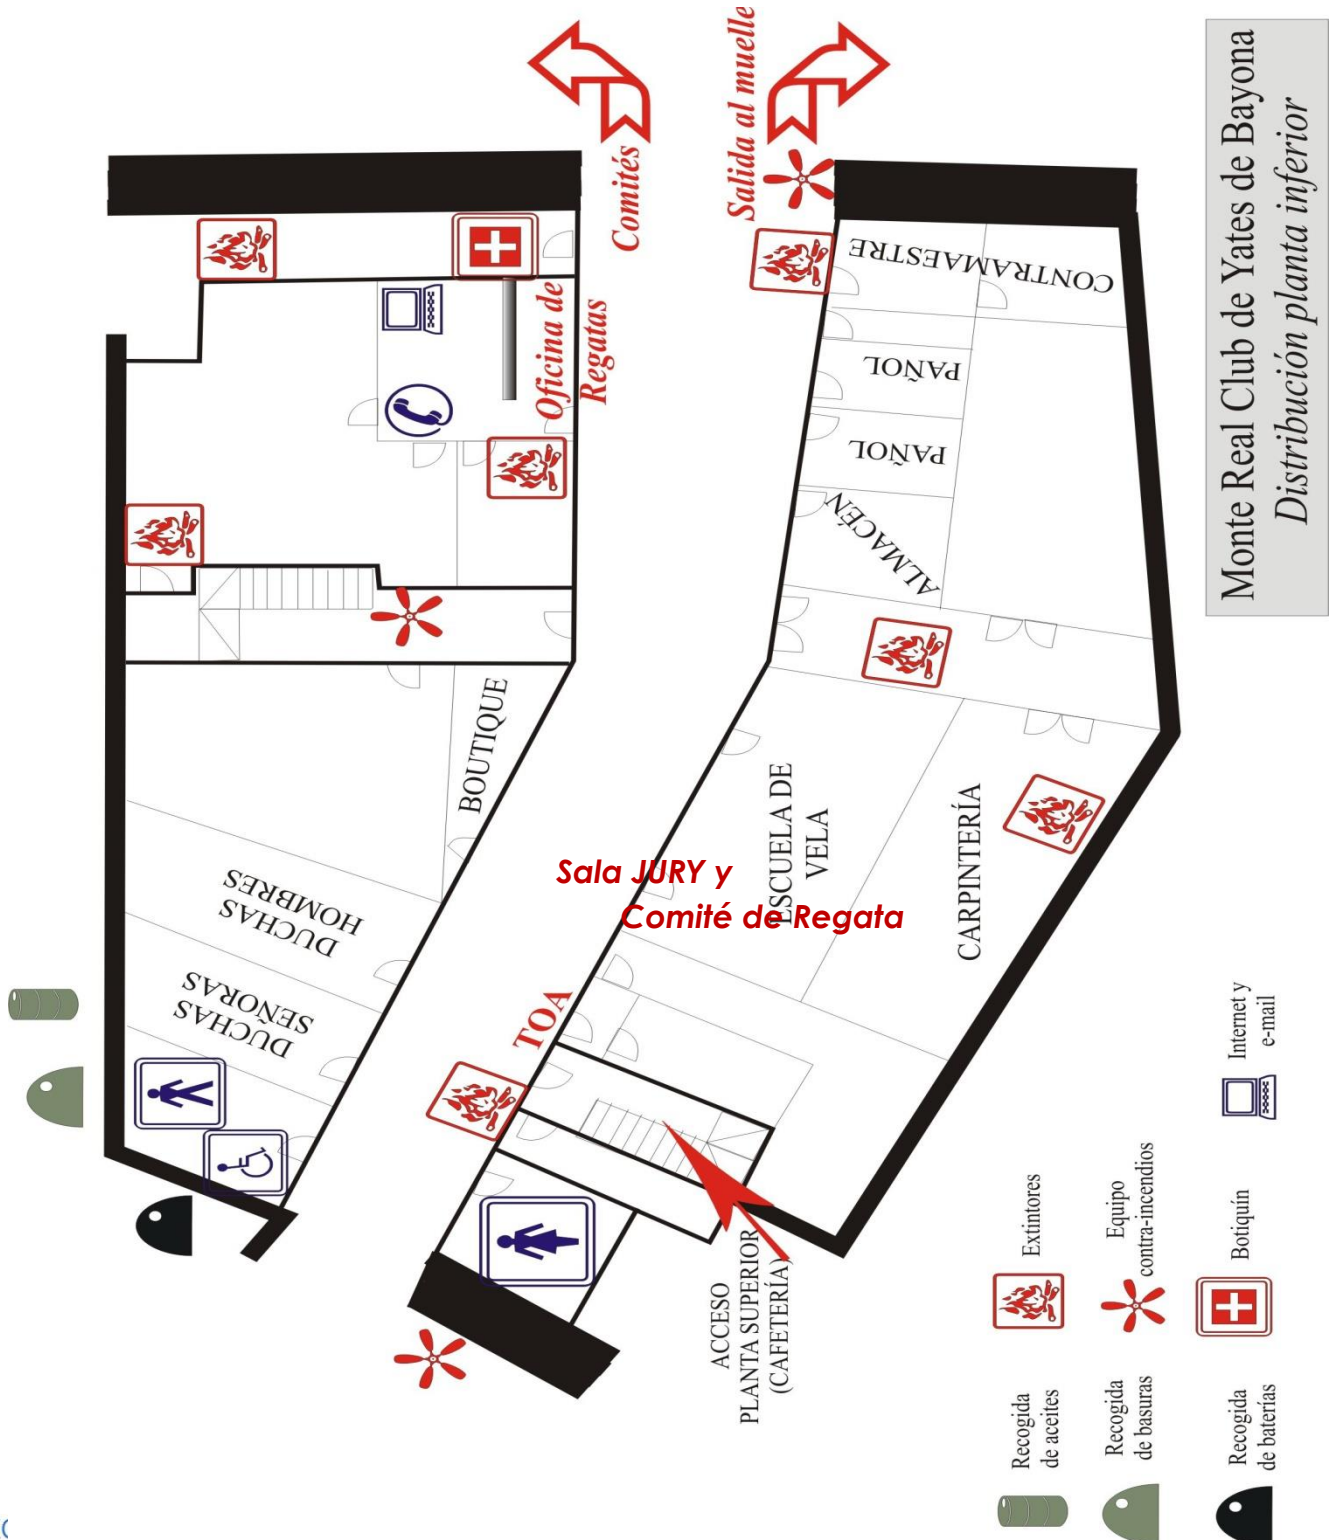 Monte Real Club de Yates de Bayona
Distribución planta inferior
Comités
Salida al muelle
Oficina de
Regatas
CONTRAMAESTRE
PAÑOL
PAÑOL
ALMACÉN
BOUTIQUE
DUCHAS
HOMBRES
DUCHAS
SEÑORAS
ESCUELA DE
VELA
Sala JURY y
Comité de Regata
CARPINTERÍA
TOA
ACCESO
PLANTA SUPERIOR
(CAFETERÍA)
Recogida
de aceites
Extintores
Recogida
de basuras
Equipo
contra-incendios
Recogida
de baterías
Botiquín
Internet y
e-mail